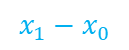 x₁ − x₀